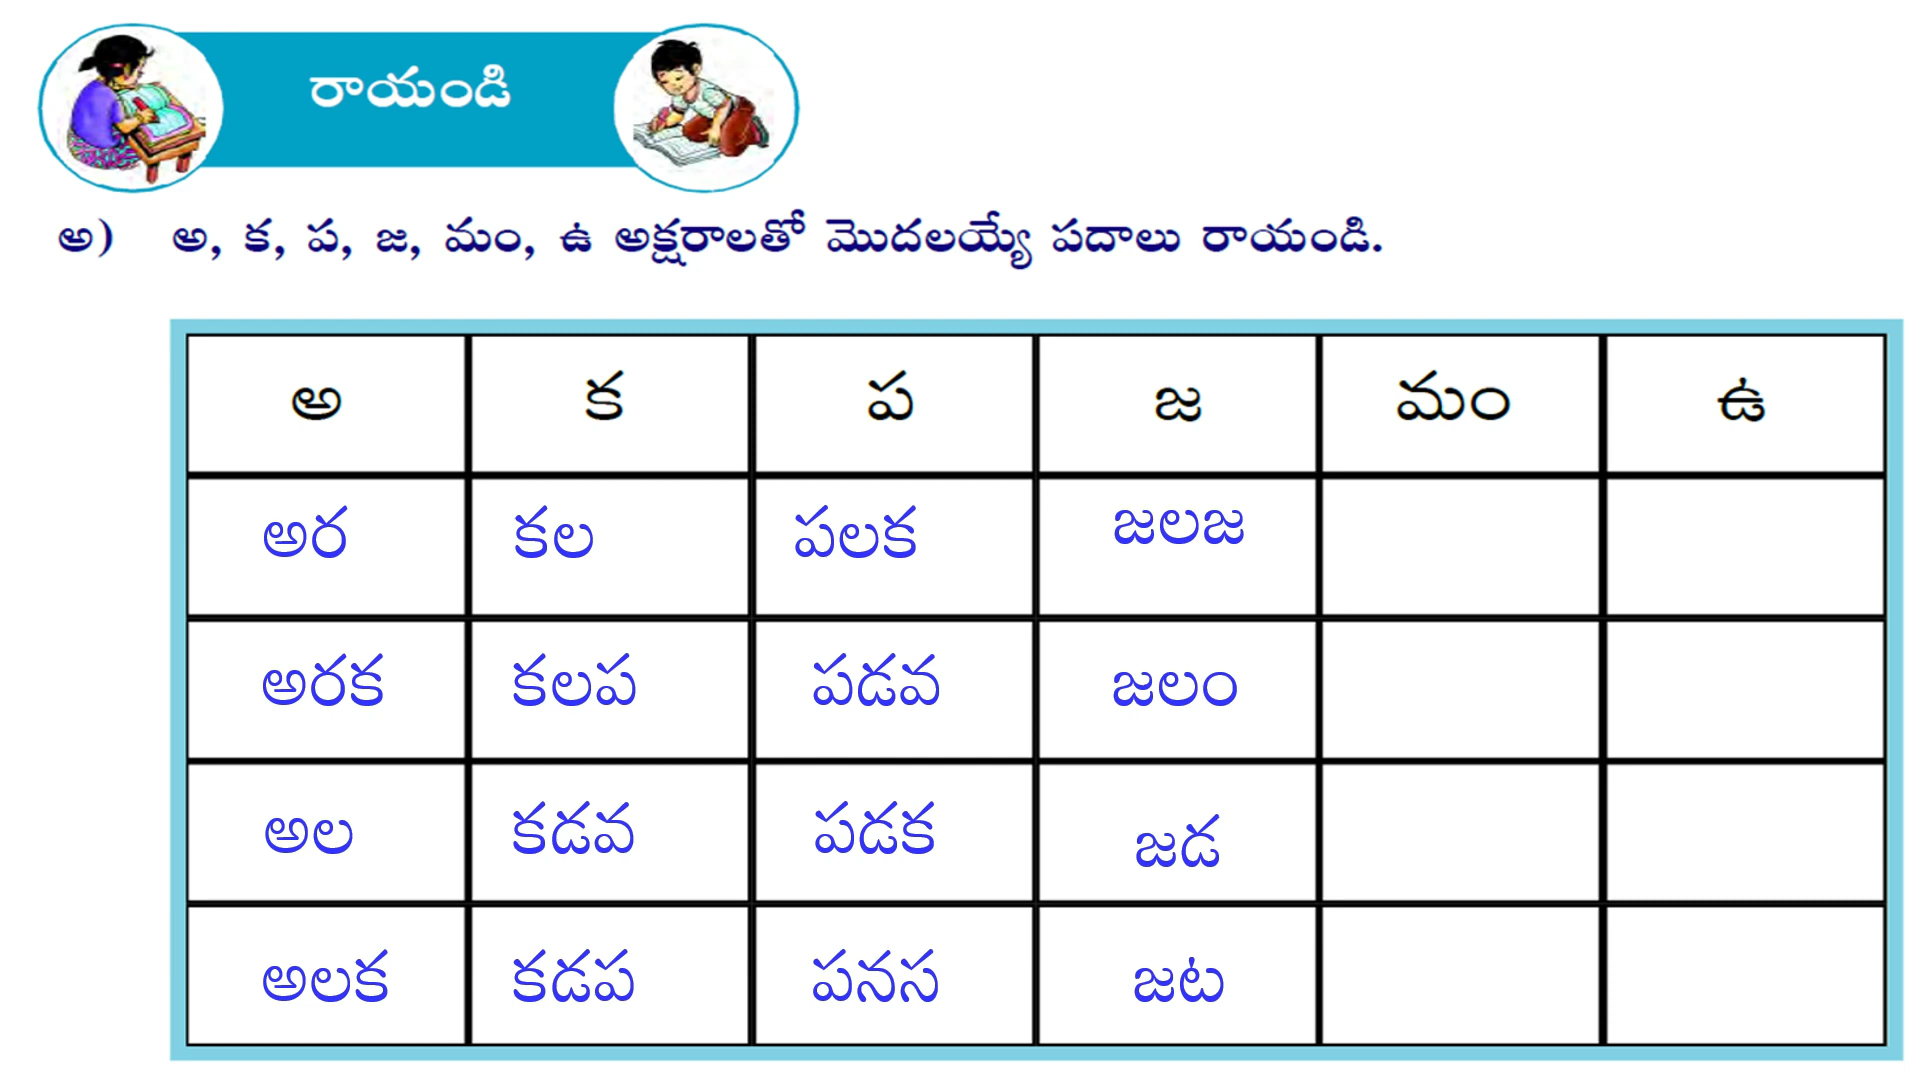 రాయండి
అ) అ, క, ప, జ, మం, ఉ అక్షరాలతో మొదలయ్యే పదాలు రాయండి.
అ క ప జ మం ఉ
అర కల పలక జలజ
అరక కలప పడవ జలం
అల కడవ పడక జడ
అలక కడప పనస జట